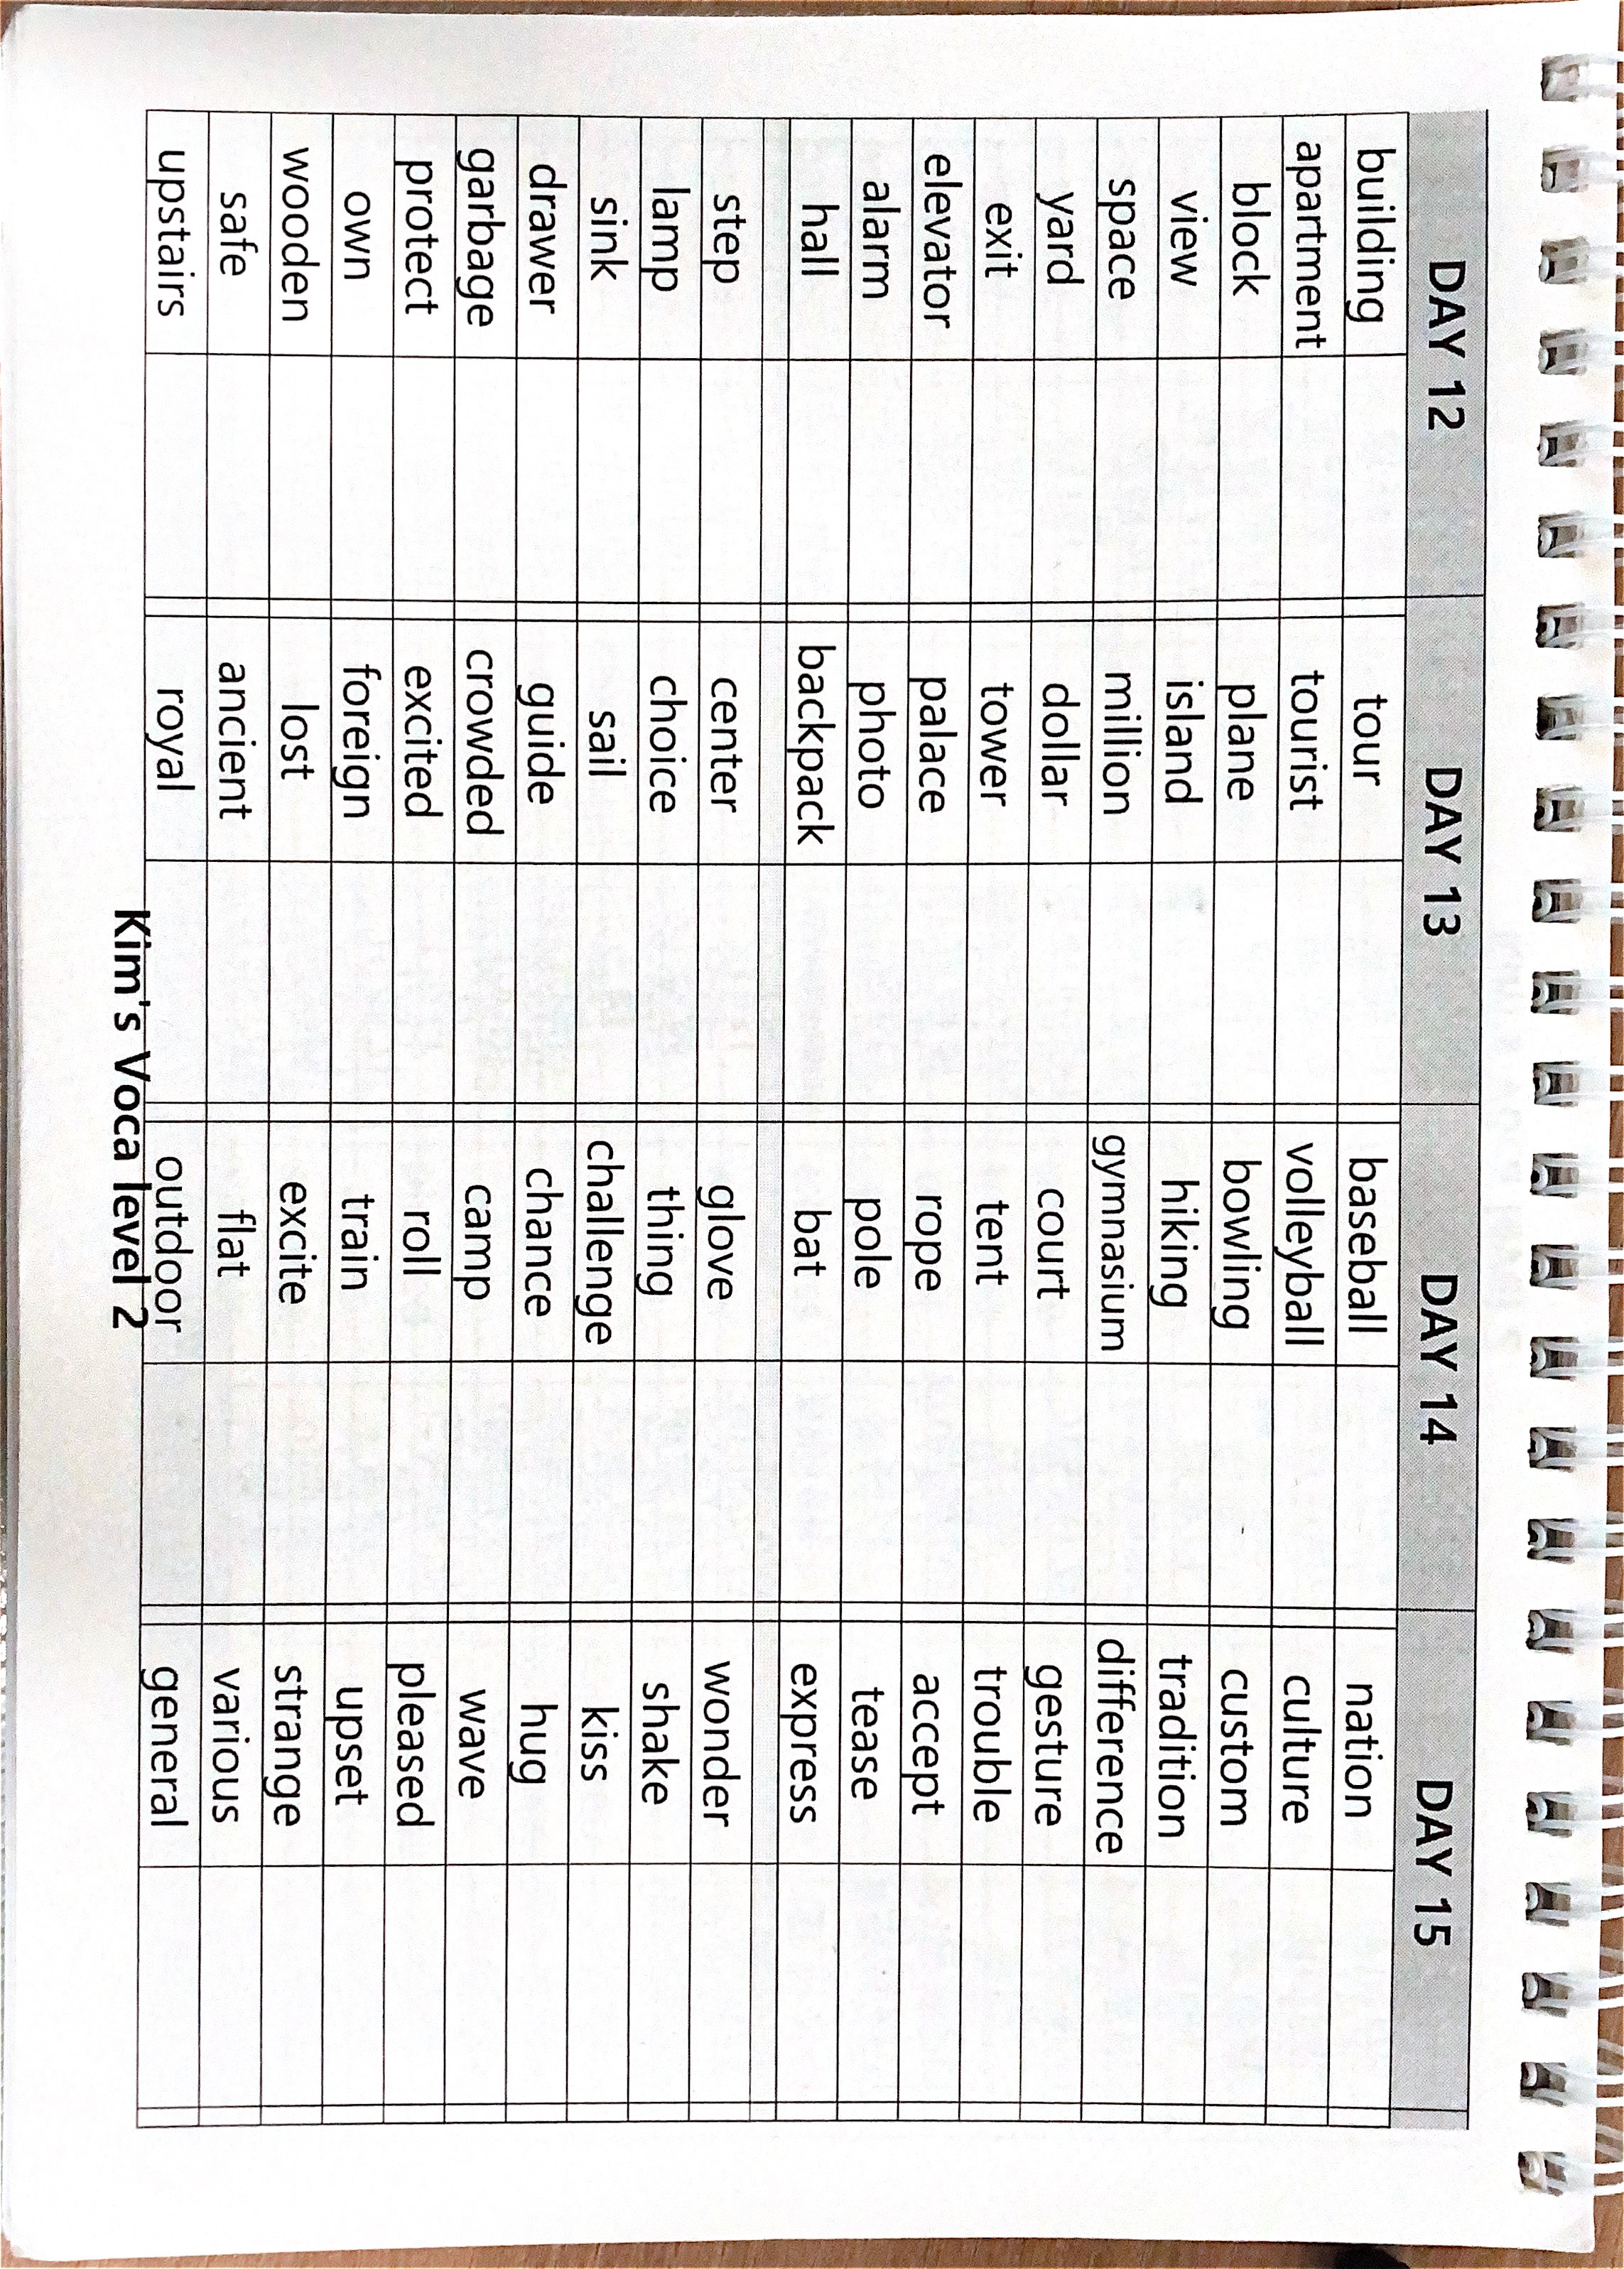 DAY 12 DAY 13 DAY 14 DAY 15
building tour baseball nation
apartment tourist volleyball culture
block plane bowling custom
view island hiking tradition
space million gymnasium difference
yard dollar court gesture
exit tower tent trouble
elevator palace rope accept
alarm photo pole tease
hall backpack bat express
step center glove wonder
lamp choice thing shake
sink sail challenge kiss
drawer guide chance hug
garbage crowded camp wave
protect excited roll pleased
own foreign train upset
wooden lost excite strange
safe ancient flat various
upstairs royal outdoor general
Kim's Voca level 2